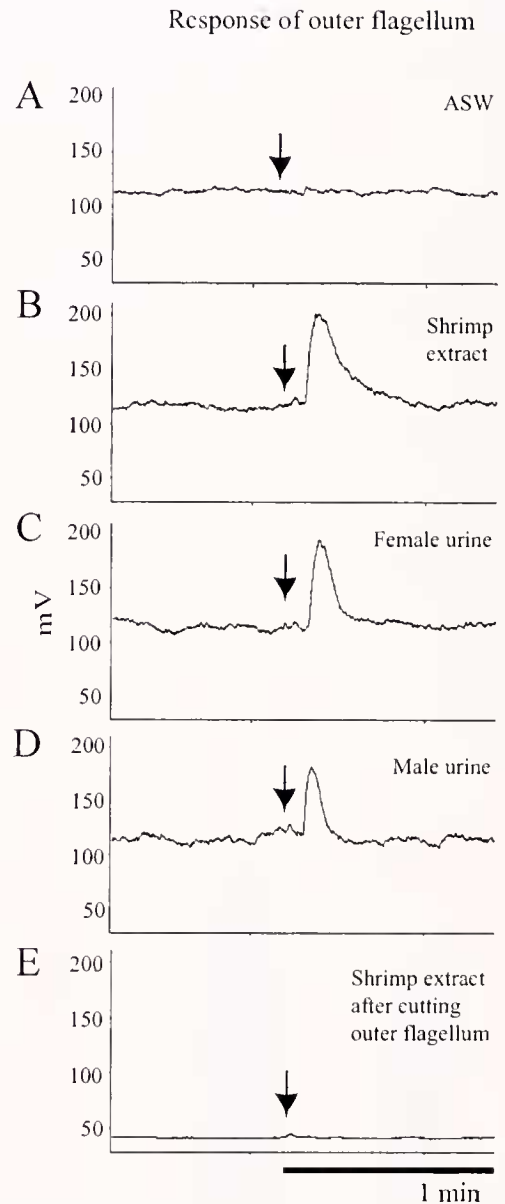 Response of outer flagellum
A
200
150
100
50
ASW
B
200
150
100
50
Shrimp
extract
C
200
150
100
50
Female urine
mV
D
200
150
100
50
Male urine
E
200
150
100
50
Shrimp extract
after cutting
outer flagellum
1 min